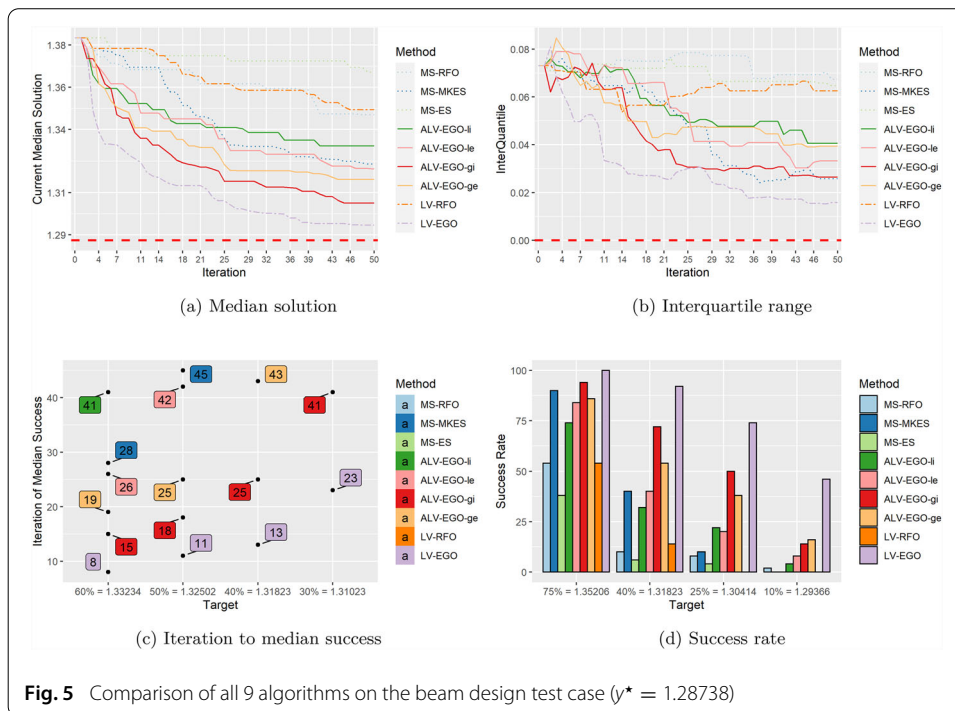 Current Median Solution
1.38
1.36
1.34
1.31
1.29
0 4 7 11 14 18 21 25 29 32 36 39 43 46 50
Iteration
Method
MS-RFO
MS-MKES
MS-ES
ALV-EGO-li
ALV-EGO-le
ALV-EGO-gi
ALV-EGO-ge
LV-RFO
LV-EGO
(a) Median solution
InterQuantile
0.08
0.06
0.04
0.02
0.00
0 4 7 11 14 18 21 25 29 32 36 39 43 46 50
Iteration
Method
MS-RFO
MS-MKES
MS-ES
ALV-EGO-li
ALV-EGO-le
ALV-EGO-gi
ALV-EGO-ge
LV-RFO
LV-EGO
(b) Interquartile range
Iteration of Median Success
40
30
20
10
41
28
26
19
15
8
45
42
25
18
11
43
25
13
41
23
60% = 1.33234 50% = 1.32502 40% = 1.31823 30% = 1.31023
Target
Method
a MS-RFO
a MS-MKES
a MS-ES
a ALV-EGO-li
a ALV-EGO-le
a ALV-EGO-gi
a ALV-EGO-ge
a LV-RFO
a LV-EGO
(c) Iteration to median success
Success Rate
100
75
50
25
0
75% = 1.35206 40% = 1.31823 25% = 1.30414 10% = 1.29366
Target
Method
MS-RFO
MS-MKES
MS-ES
ALV-EGO-li
ALV-EGO-le
ALV-EGO-gi
ALV-EGO-ge
LV-RFO
LV-EGO
(d) Success rate
Fig. 5 Comparison of all 9 algorithms on the beam design test case (y* = 1.28738)